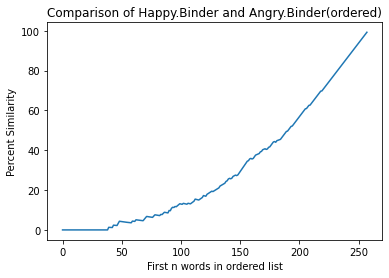 Comparison of Happy.Binder and Angry.Binder(ordered)
100
80
60
40
20
0
Percent Similarity
0 50 100 150 200 250
First n words in ordered list